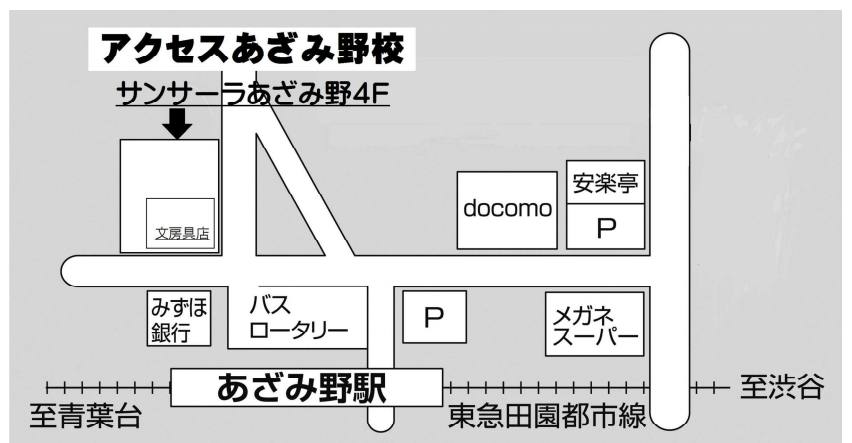 アクセスあざみ野校
サンサーラあざみ野4F
文房具店
docomo
安楽亭
P
みずほ
銀行
バス
ロータリー
P
メガネ
スーパー
あざみ野駅
至渋谷
至青葉台
東急田園都市線